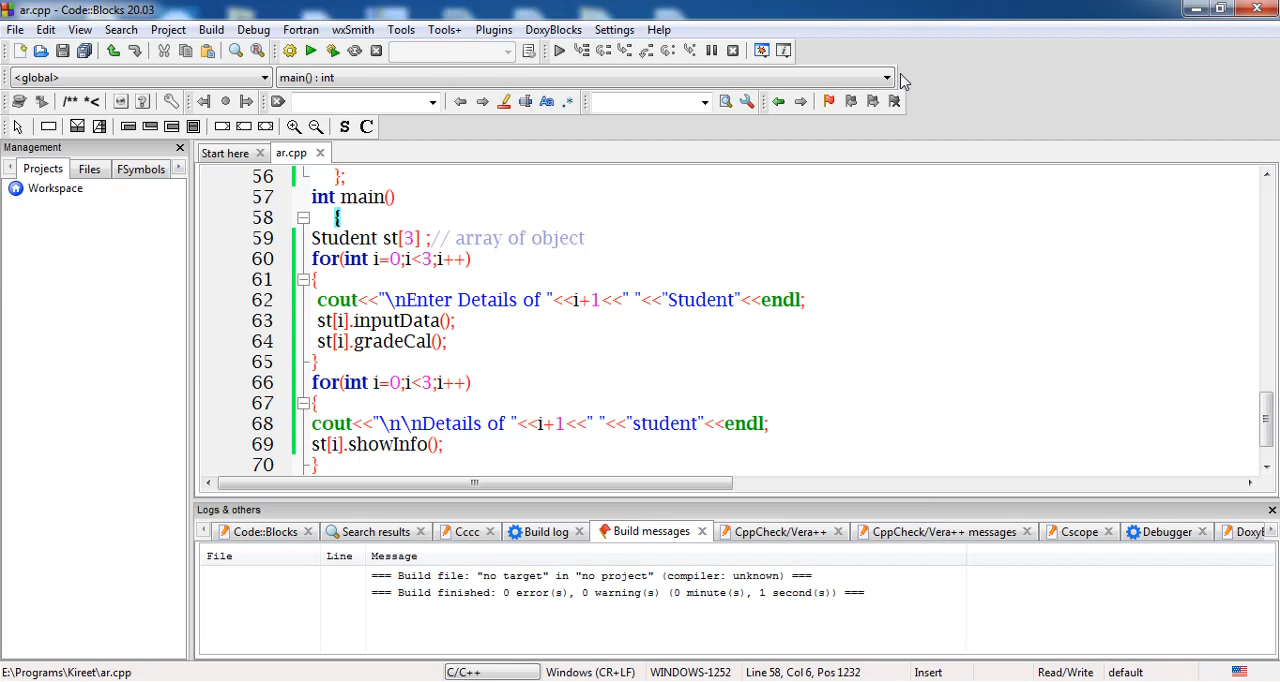 ar.cpp - Code::Blocks 20.03
File Edit View Search Project Build Debug Fortran wxSmith Tools Tools+ Plugins DoxyBlocks Settings Help
<global> main() : int
/** *< Aa .*
S C
Management
Start here ar.cpp
Projects Files FSymbols
Workspace
56 };
57 int main()
58 {
59 Student st[3] ;// array of object
60 for(int i=0;i<3;i++)
61 {
62 cout<<"\nEnter Details of "<<i+1<<" "<<"Student"<<endl;
63 st[i].inputData();
64 st[i].gradeCal();
65 }
66 for(int i=0;i<3;i++)
67 {
68 cout<<"\n\nDetails of "<<i+1<<" "<<"student"<<endl;
69 st[i].showInfo();
70 }
Logs & others
Code::Blocks Search results Cccc Build log Build messages CppCheck/Vera++ CppCheck/Vera++ messages Cscope Debugger DoxyB
File Line Message
=== Build file: "no target" in "no project" (compiler: unknown) ===
=== Build finished: 0 error(s), 0 warning(s) (0 minute(s), 1 second(s)) ===
E:\Programs\Kireet\ar.cpp C/C++ Windows (CR+LF) WINDOWS-1252 Line 58, Col 6, Pos 1232 Insert Read/Write default